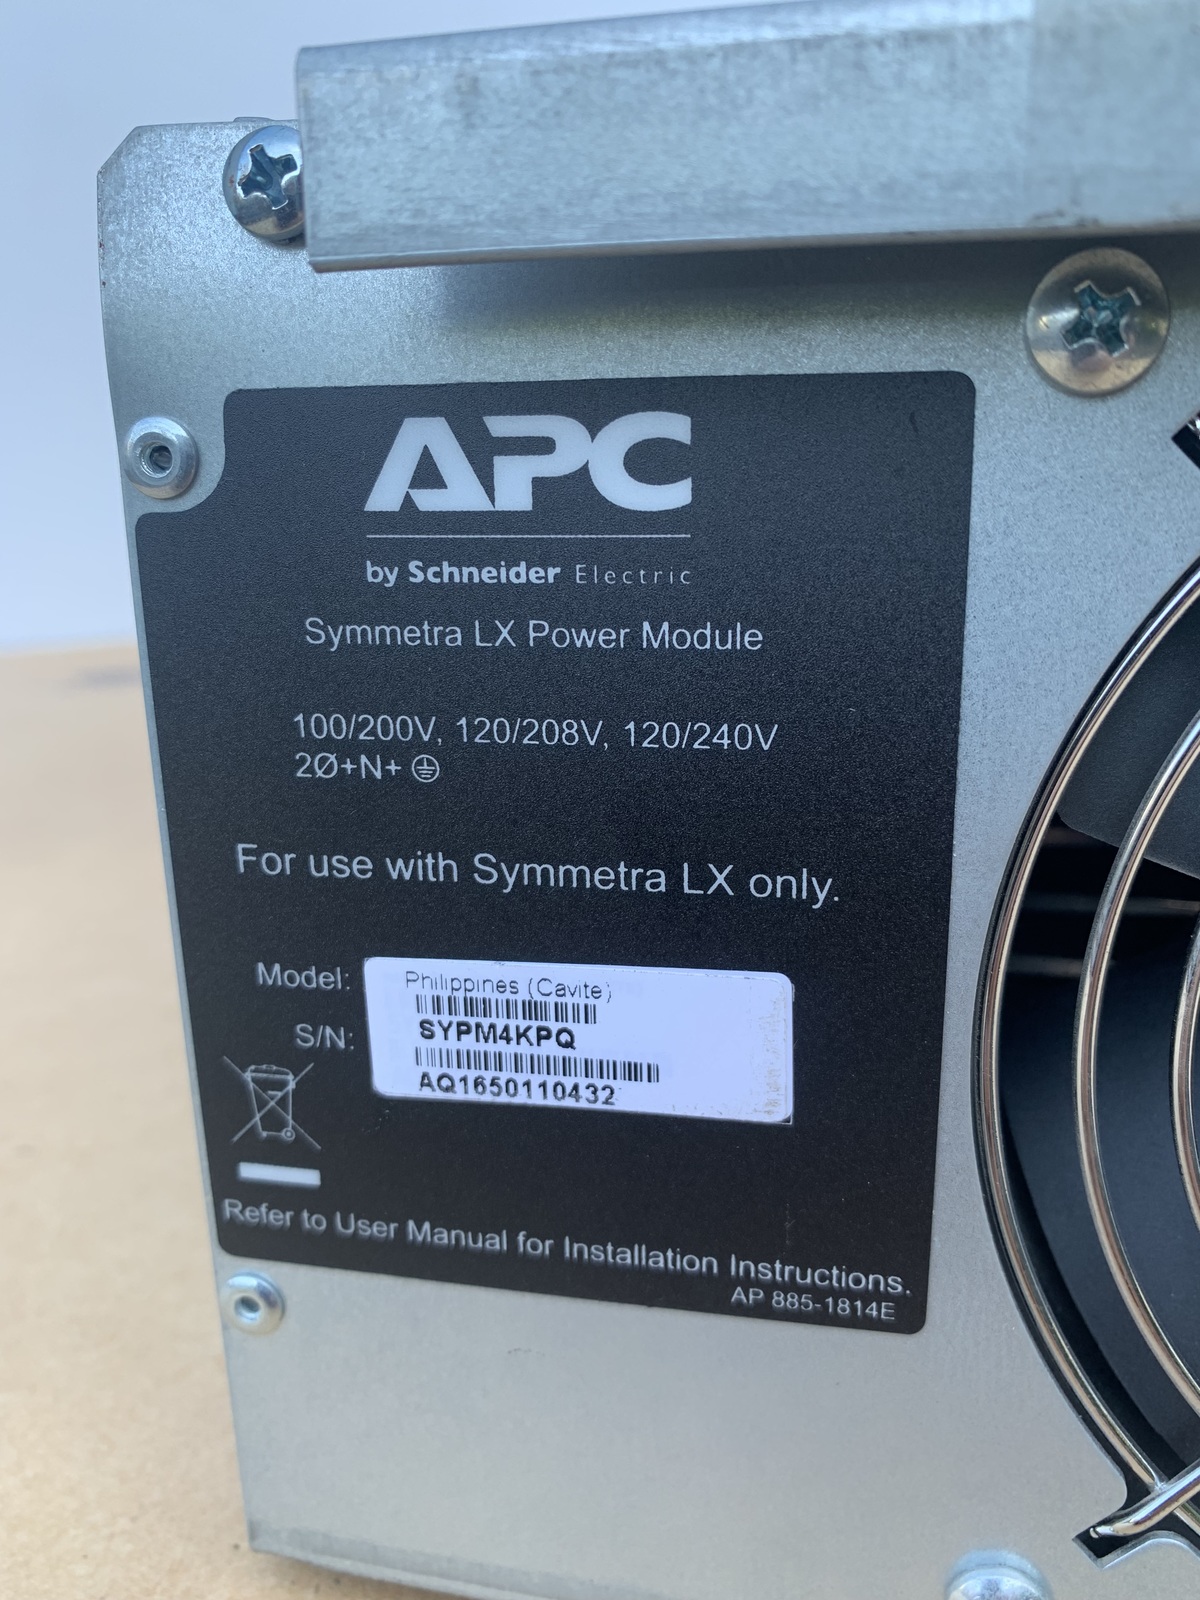 APC
by Schneider Electric
Symmetra LX Power Module
100/200V, 120/208V, 120/240V
2Ø+N+
For use with Symmetra LX only.
Model:
Philippines (Cavite)
SYPM4KPQ
S/N:
AQ1650110432
Refer to User Manual for Installation Instructions.
AP 885-1814E